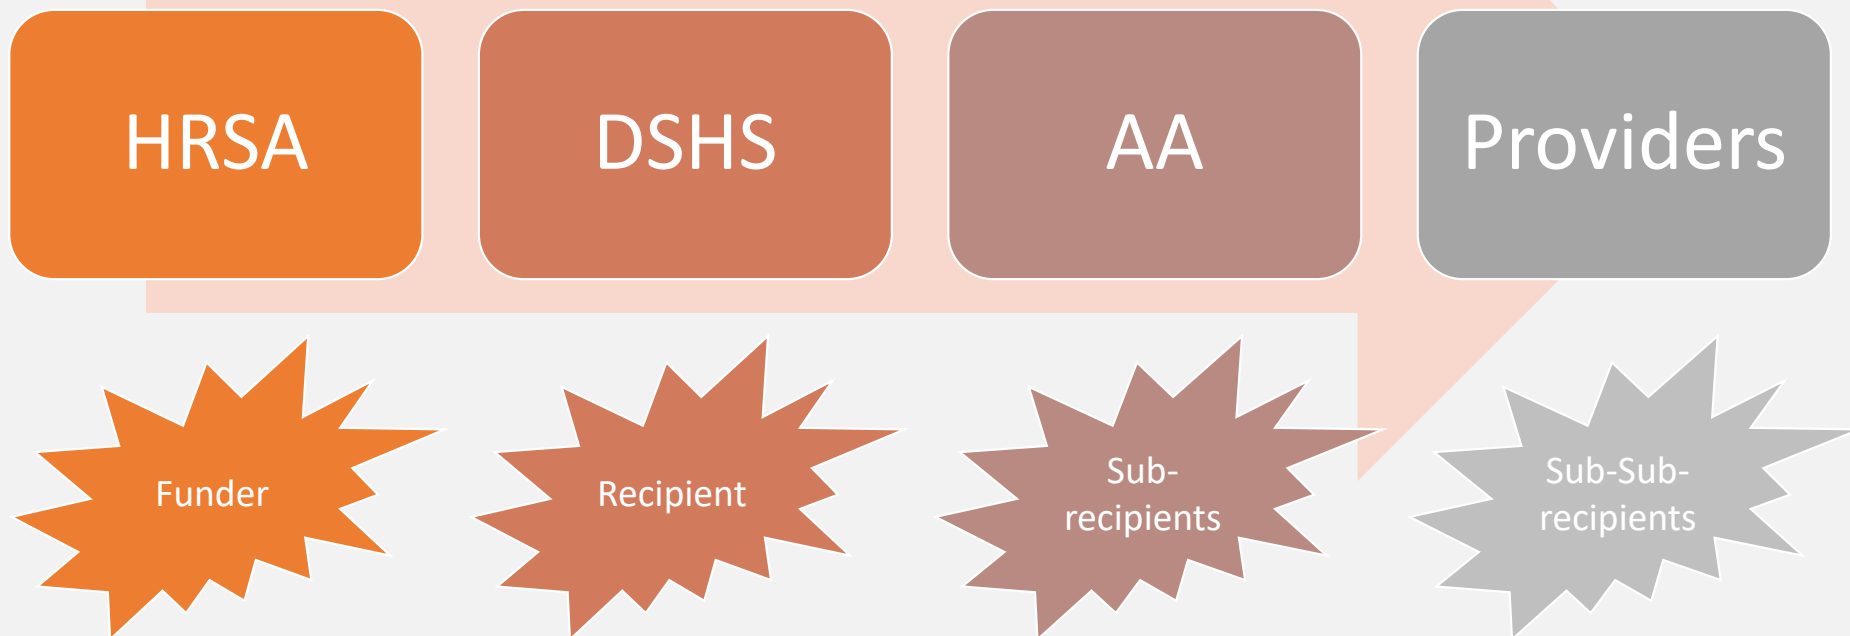 HRSA
DSHS
AA
Providers
Funder
Recipient
Sub-
recipients
Sub-Sub-
recipients